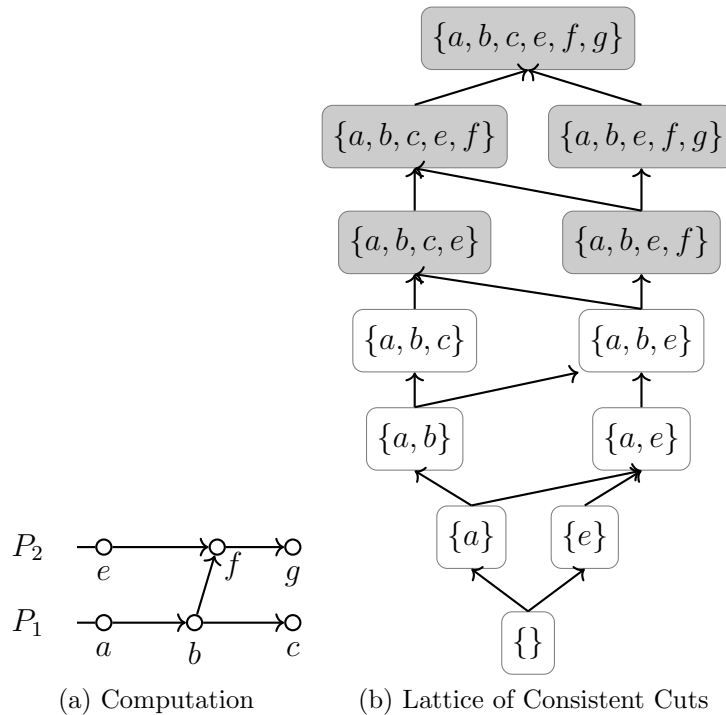 {a, b, c, e, f, g}
{a, b, c, e, f} {a, b, e, f, g}
{a, b, c, e} {a, b, e, f}
{a, b, c} {a, b, e}
{a, b} {a, e}
{a} {e}
{}
P2
e f g
P1
a b c
(a) Computation
(b) Lattice of Consistent Cuts